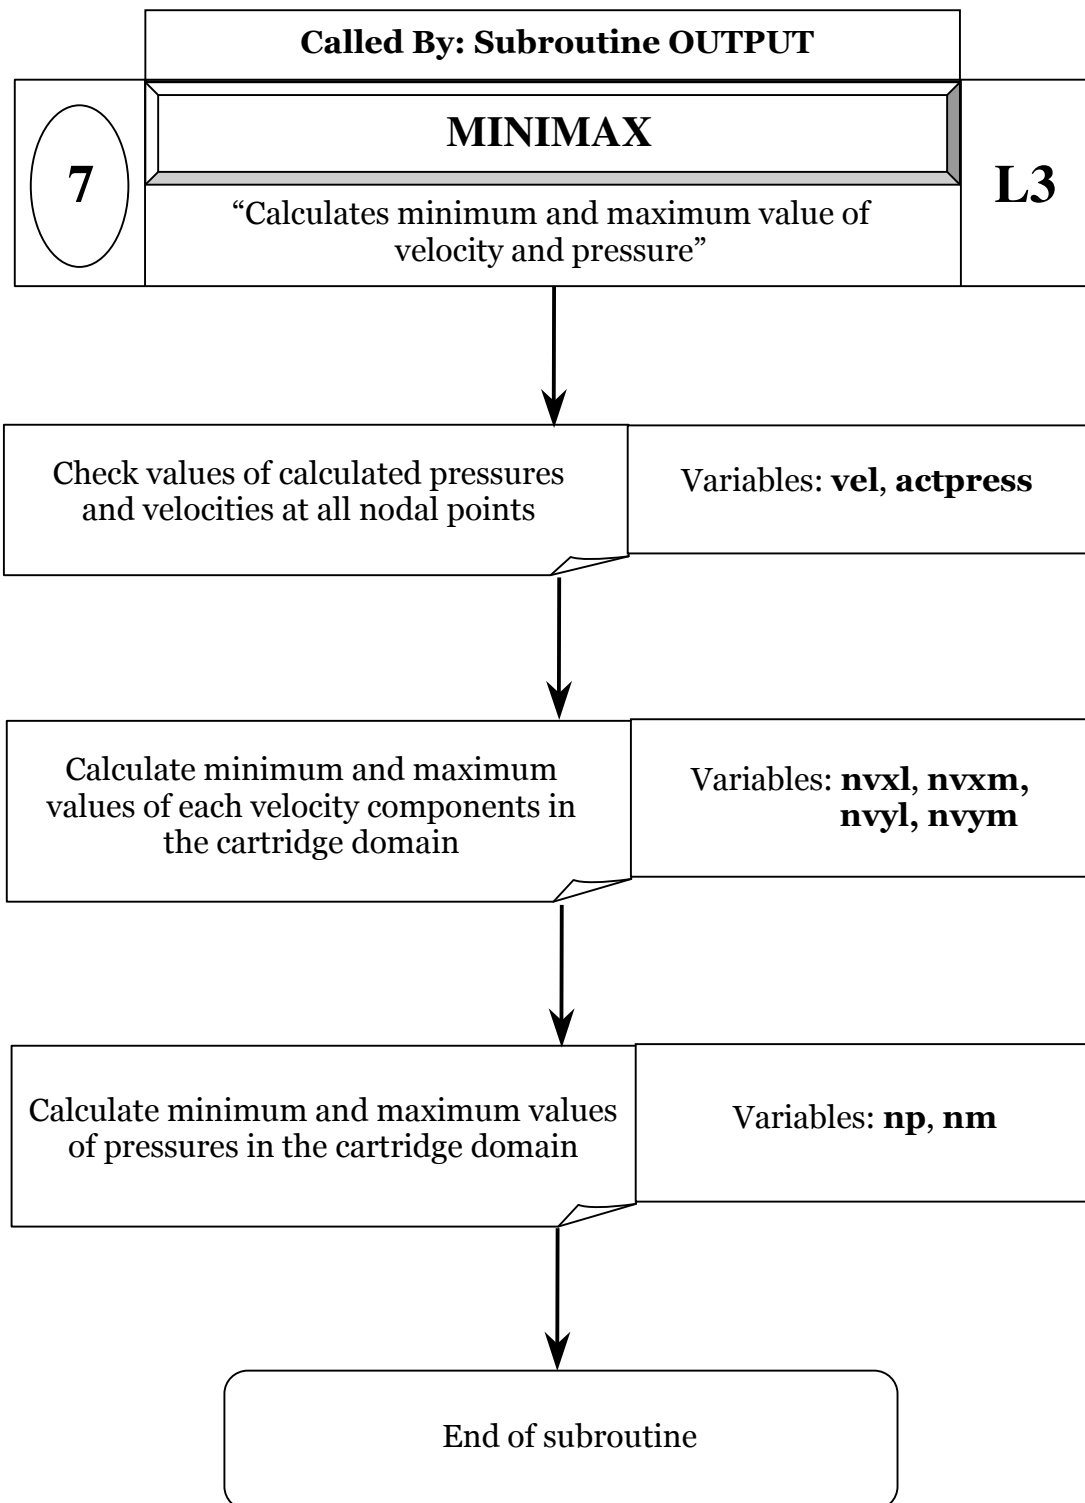 Called By: Subroutine OUTPUT
7
MINIMAX
L3
“Calculates minimum and maximum value of
velocity and pressure”
Check values of calculated pressures
and velocities at all nodal points
Variables: vel, actpress
Calculate minimum and maximum
values of each velocity components in
the cartridge domain
Variables: nvxl, nvxm,
nvyl, nvym
Calculate minimum and maximum values
of pressures in the cartridge domain
Variables: np, nm
End of subroutine